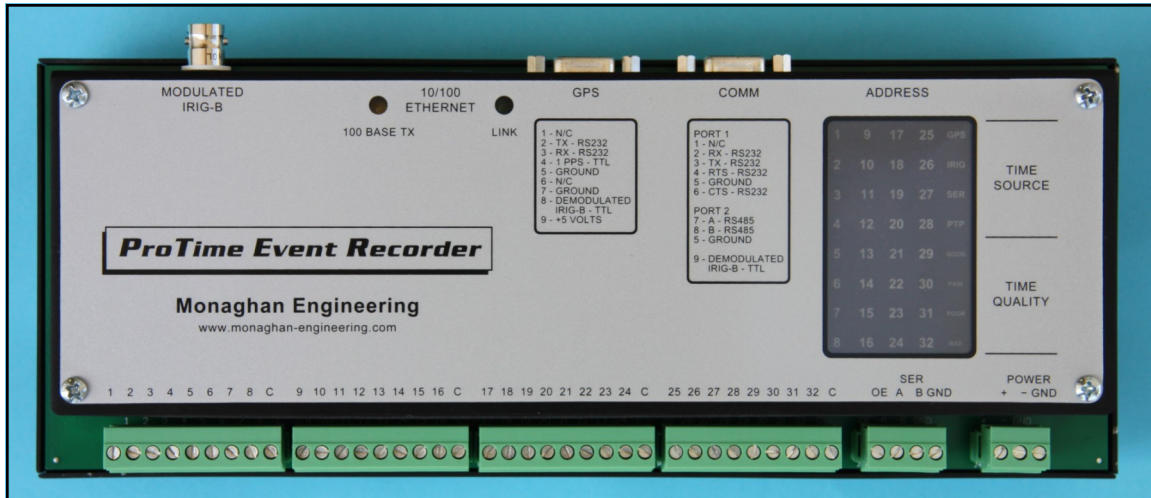 MODULATED
IRIG-B
10/100
ETHERNET
100 BASE TX
LINK
GPS
1 - N/C
2 - TX - RS232
3 - RX - RS232
4 - 1 PPS - TTL
5 - GROUND
6 - N/C
7 - GROUND
8 - DEMODULATED
IRIG-B - TTL
9 - +5 VOLTS
COMM
PORT 1
1 - N/C
2 - RX - RS232
3 - TX - RS232
4 - RTS - RS232
5 - GROUND
6 - CTS - RS232
PORT 2
7 - A - RS485
8 - B - RS485
5 - GROUND
9 - DEMODULATED
IRIG-B - TTL
ADDRESS
1 9 17 25 GPS
2 10 18 26 IRIG
3 11 19 27 SER
4 12 20 28 PTP
5 13 21 29 GOOD
6 14 22 30 FAIR
7 15 23 31 POOR
8 16 24 32 BAD
TIME
SOURCE
TIME
QUALITY
ProTime Event Recorder
Monaghan Engineering
www.monaghan-engineering.com
1 2 3 4 5 6 7 8 C 9 10 11 12 13 14 15 16 C 17 18 19 20 21 22 23 24 C 25 26 27 28 29 30 31 32 C
SER
OE A B GND
POWER
+ - GND